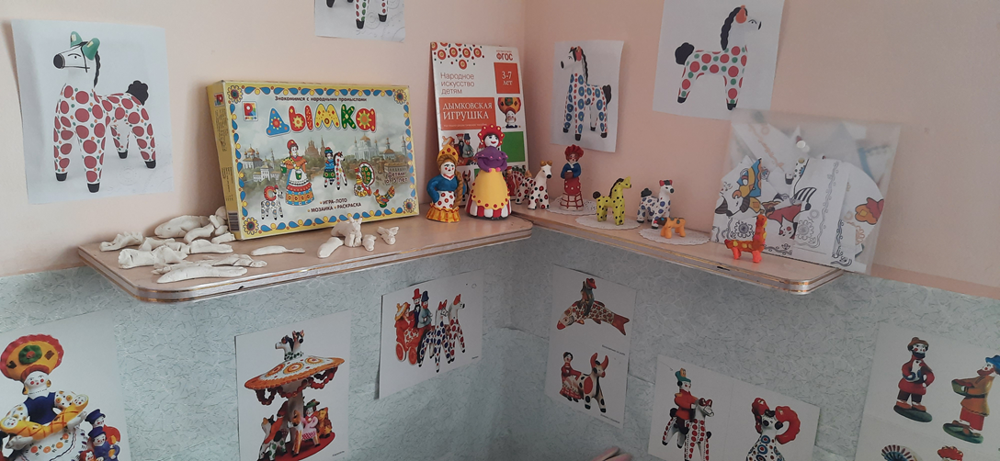 Знакомимся с народными промыслами
ДЫМКА
• ИГРА-ЛОТО
• МОЗАИКА • РАСКРАСКА
ФГОС
Народное
искусство
детям
3-7
лет
ДЫМКОВСКАЯ
ИГРУШКА